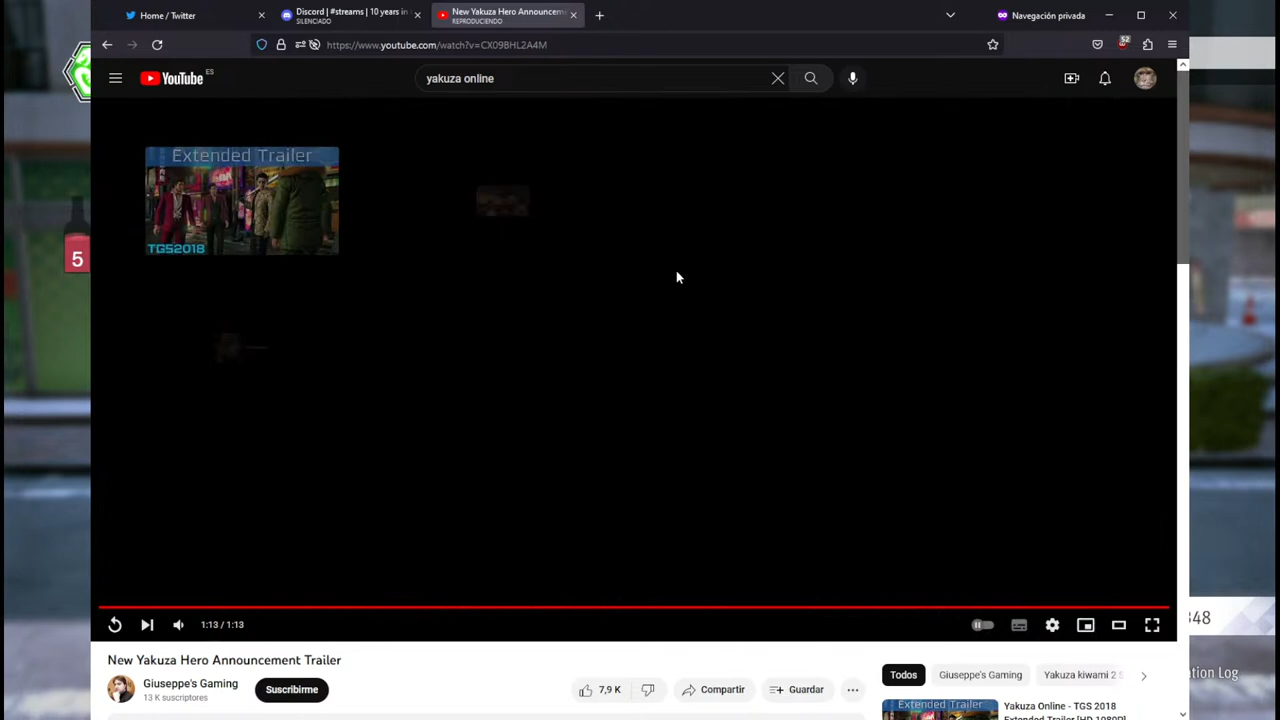 Home / Twitter
Discord | #streams | 10 years in
SILENCIADO
New Yakuza Hero Announcem
REPRODUCIENDO
Navegación privada
https://www.youtube.com/watch?v=CX09BHL2A4M
52
YouTube ES
yakuza online
Extended Trailer
TGS2018
5
1:13 / 1:13
348
New Yakuza Hero Announcement Trailer
Giuseppe's Gaming
13 K suscriptores
Suscribirme
7,9 K
Compartir
Guardar
Todos
Giuseppe's Gaming
Yakuza kiwami 2 S
ation Log
Extended Trailer
Yakuza Online - TGS 2018
Extended Trailer [HD 1080P]